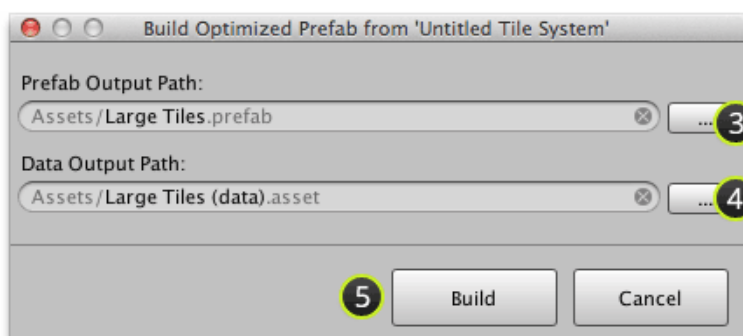 Build Optimized Prefab from 'Untitled Tile System'
Prefab Output Path:
Assets/Large Tiles.prefab
... 3
Data Output Path:
Assets/Large Tiles (data).asset
... 4
5 Build Cancel